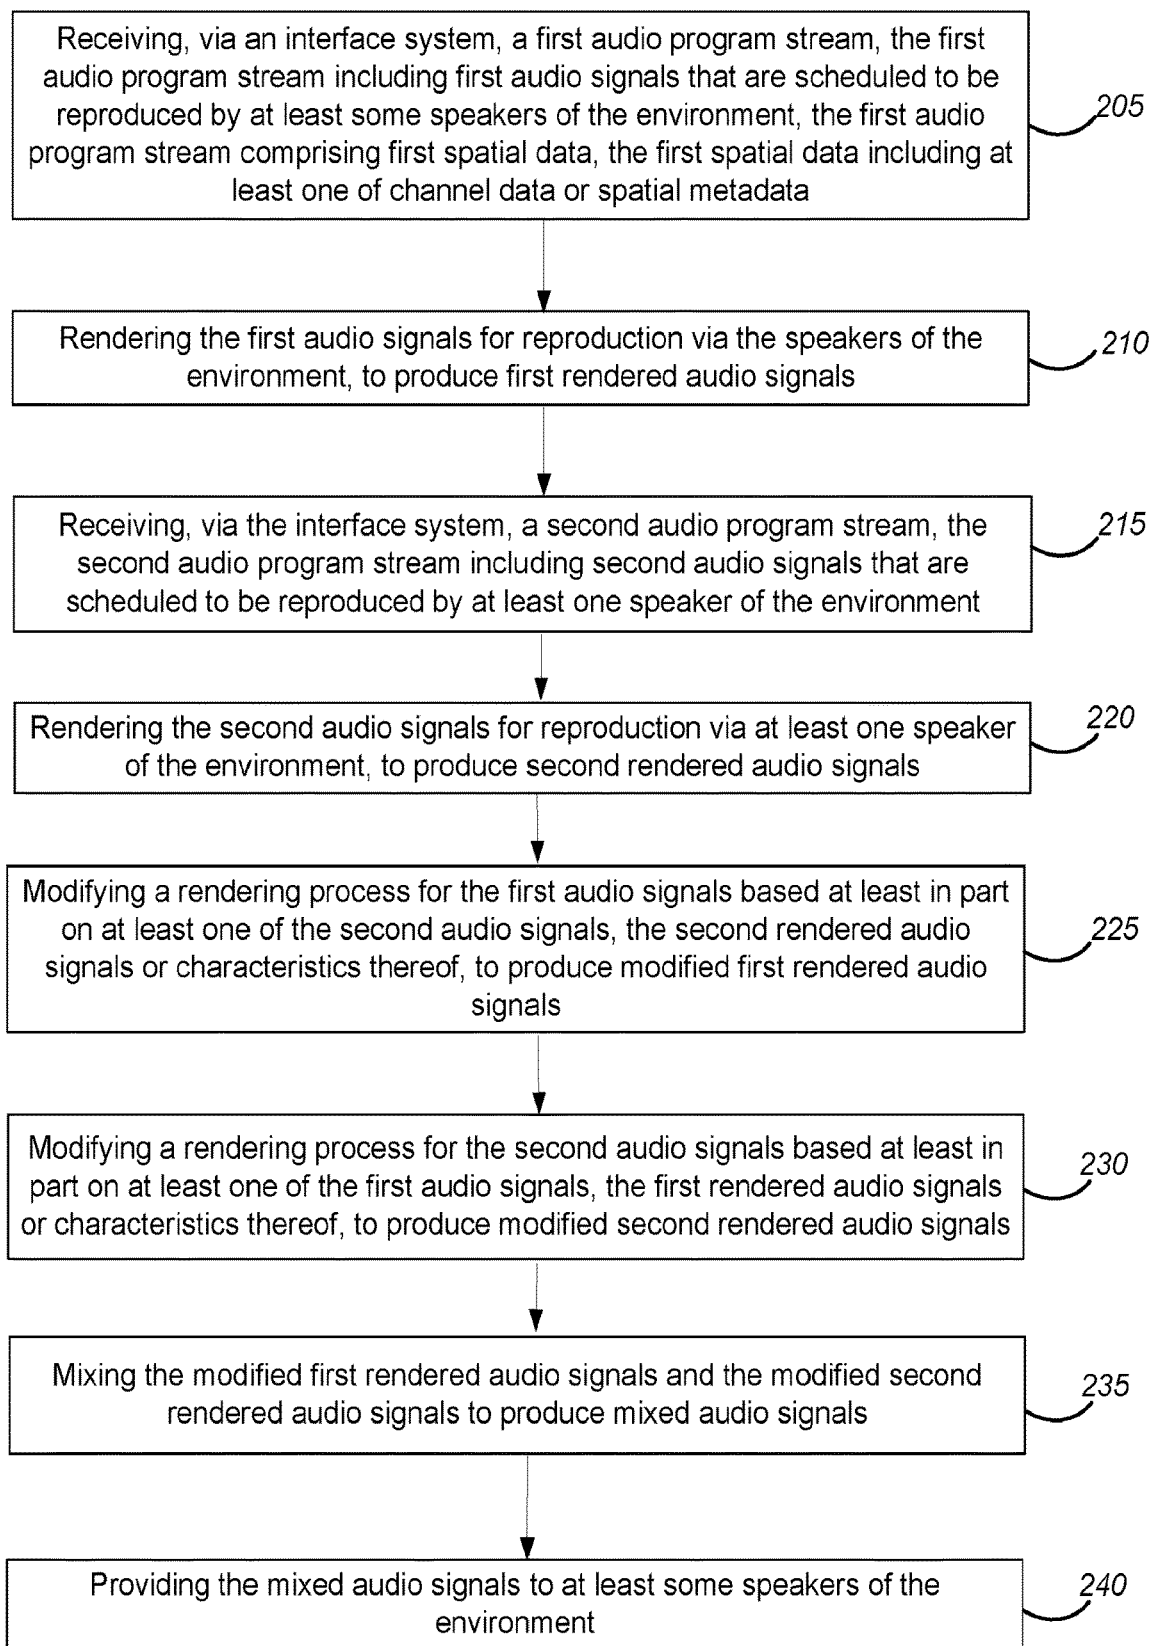 Receiving, via an interface system, a first audio program stream, the first
audio program stream including first audio signals that are scheduled to be
reproduced by at least some speakers of the environment, the first audio
program stream comprising first spatial data, the first spatial data including at
least one of channel data or spatial metadata
205
Rendering the first audio signals for reproduction via the speakers of the
environment, to produce first rendered audio signals
210
Receiving, via the interface system, a second audio program stream, the
second audio program stream including second audio signals that are
scheduled to be reproduced by at least one speaker of the environment
215
Rendering the second audio signals for reproduction via at least one speaker
of the environment, to produce second rendered audio signals
220
Modifying a rendering process for the first audio signals based at least in part
on at least one of the second audio signals, the second rendered audio
signals or characteristics thereof, to produce modified first rendered audio
signals
225
Modifying a rendering process for the second audio signals based at least in
part on at least one of the first audio signals, the first rendered audio signals
or characteristics thereof, to produce modified second rendered audio signals
230
Mixing the modified first rendered audio signals and the modified second
rendered audio signals to produce mixed audio signals
235
Providing the mixed audio signals to at least some speakers of the
environment
240